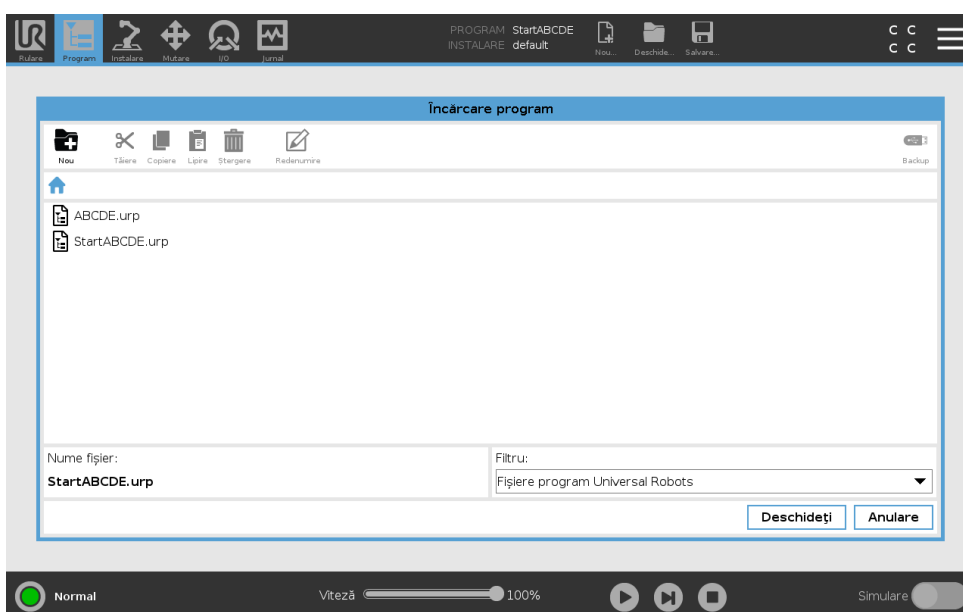 PROGRAM StartABCDE
INSTALARE default
C C
C C
Rulare Program Instalare Mutare I/O Jurnal Nou... Deschide... Salvare...
Încărcare program
Nou Tăiere Copiere Lipire Ștergere Redenumire Backup
ABCDE.urp
StartABCDE.urp
Nume fișier: Filtru:
StartABCDE.urp Fișiere program Universal Robots
Deschideți Anulare
Normal Viteză 100% Simulare